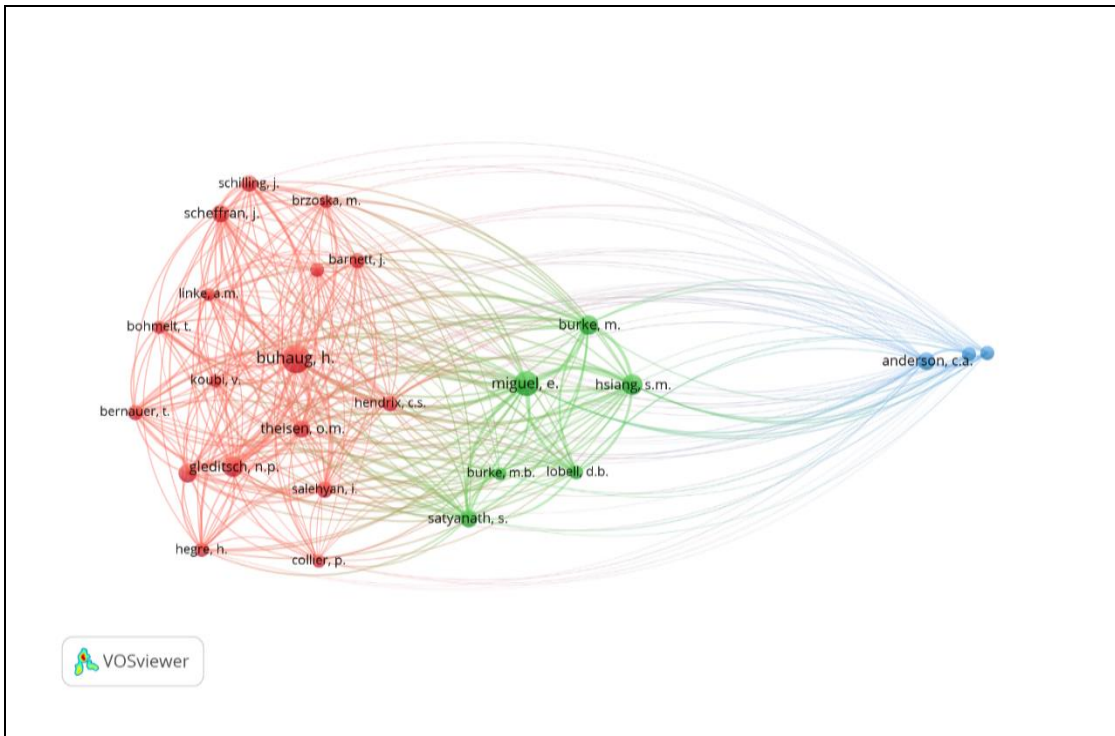 schilling, j.
brzoska, m.
scheffran, j.
barnett, j.
linke, a.m.
bohmelt, t.
burke, m.
buhaug, h.
anderson, c.a.
koubi, v.
miguel, e.
hsiang, s.m.
hendrix, c.s.
bernauer, t.
theisen, o.m.
gleditsch, n.p.
burke, m.b.
lobell, d.b.
salehyan, i.
satyanath, s.
hegre, h.
collier, p.
VOSviewer